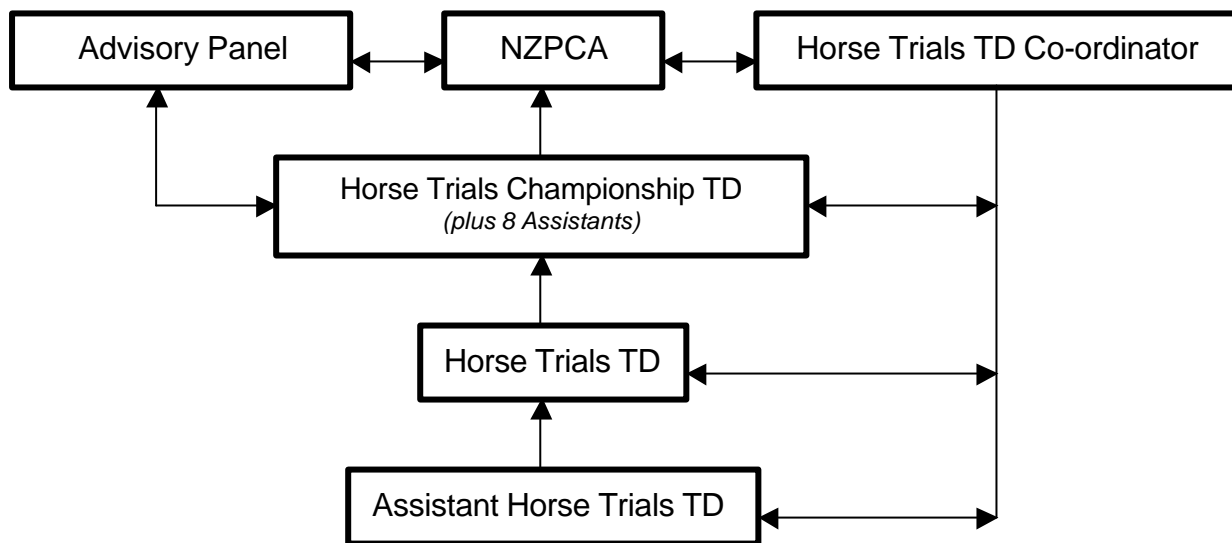 Advisory Panel
NZPCA
Horse Trials TD Co-ordinator
Horse Trials Championship TD
(plus 8 Assistants)
Horse Trials TD
Assistant Horse Trials TD